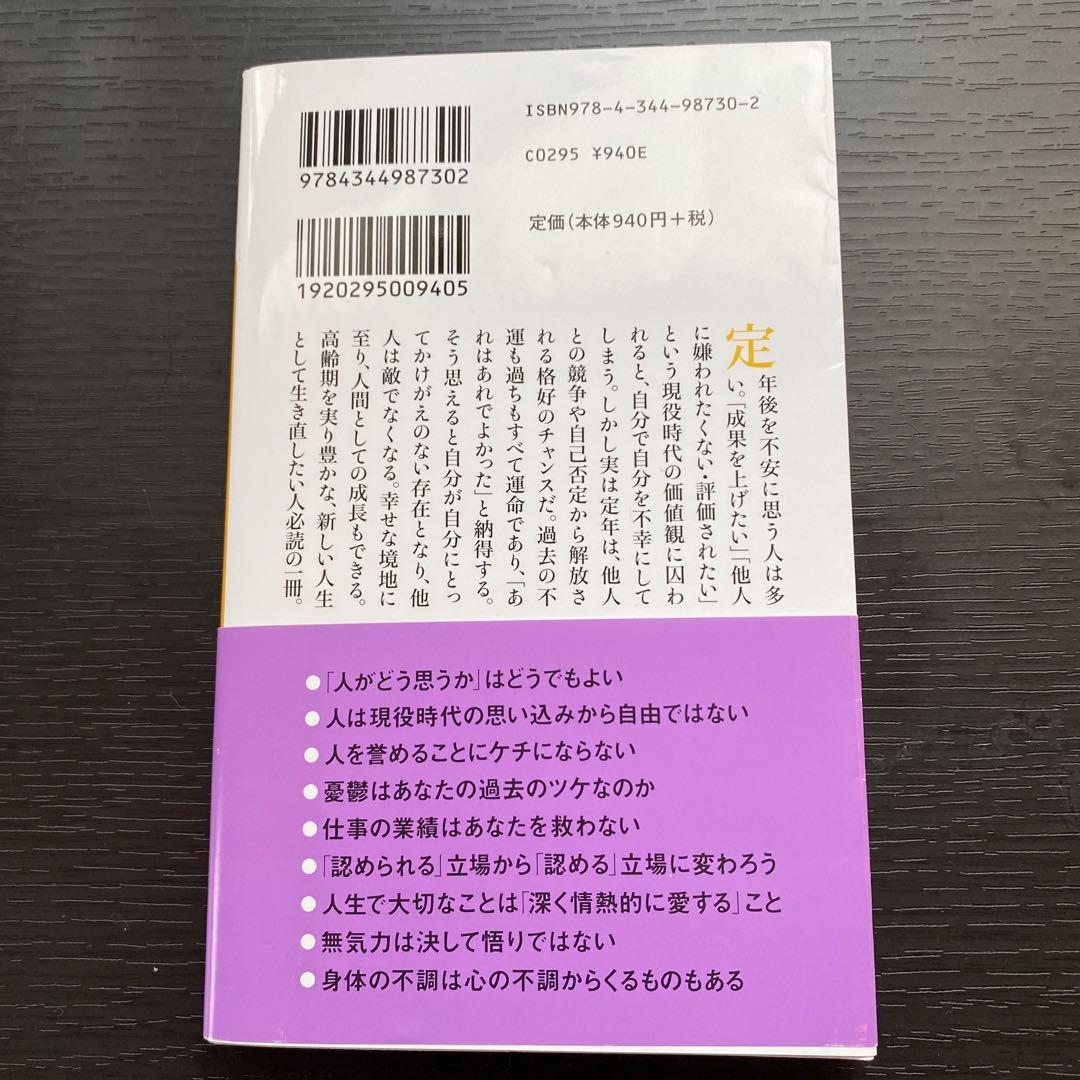 ISBN978-4-344-98730-2
C0295 ¥940E
定価(本体940円+税)
9784344987302
1920295009405
定年後を不安に思う人は多
い。「成果を上げたい」「他人
に嫌われたくない・評価されたい」
という現役時代の価値観に囚わ
れると、自分で自分を不幸にして
しまう。しかし実は定年は、他人
との競争や自己否定から解放さ
れる格好のチャンスだ。過去の不
運も過ちもすべて運命であり、「あ
れはあれでよかった」と納得する。
そう思えると自分が自分にとっ
てかけがえのない存在となり、他
人は敵でなくなる。幸せな境地に
至り、人間としての成長もできる。
高齢期を実り豊かな、新しい人生
として生き直したい人必読の一冊。
●「人がどう思うか」はどうでもよい
●人は現役時代の思い込みから自由ではない
●人を誉めることにケチにならない
●憂鬱はあなたの過去のツケなのか
●仕事の業績はあなたを救わない
●「認められる」立場から「認める」立場に変わろう
●人生で大切なことは「深く情熱的に愛する」こと
●無気力は決して悟りではない
●身体の不調は心の不調からくるものもある